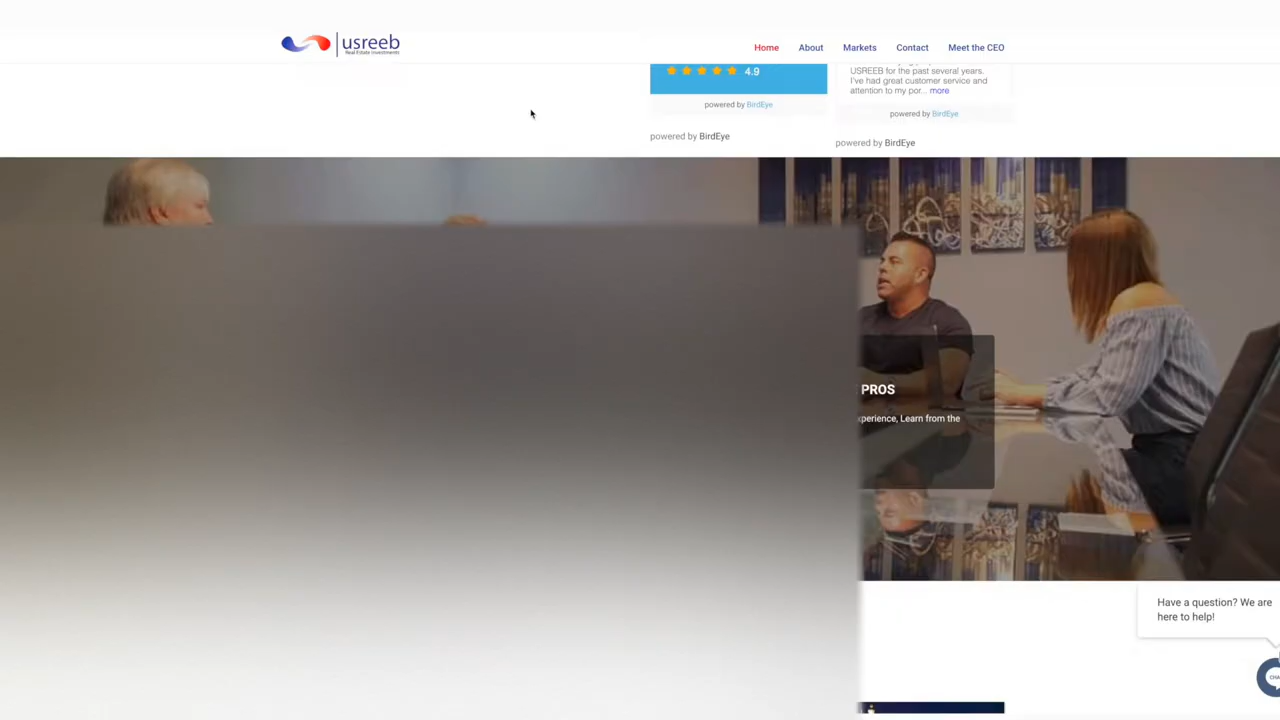 usreeb
Real Estate Investments
Home
About
Markets
Contact
Meet the CEO
4.9
powered by BirdEye
powered by BirdEye
USREEB for the past several years.
I've had great customer service and
attention to my por... more
powered by BirdEye
powered by BirdEye
PROS
xperience, Learn from the
Have a question? We are
here to help!